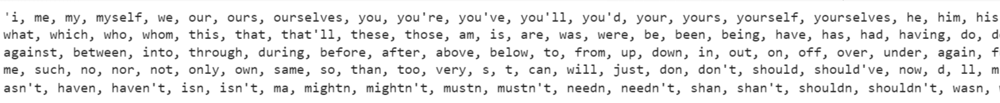 'i, me, my, myself, we, our, ours, ourselves, you, you're, you've, you'll, you'd, your, yours, yourself, yourselves, he, him, his
what, which, who, whom, this, that, that'll, these, those, am, is, are, was, were, be, been, being, have, has, had, having, do,
against, between, into, through, during, before, after, above, below, to, from, up, down, in, out, on, off, over, under, again,
me, such, no, nor, not, only, own, same, so, than, too, very, s, t, can, will, just, don, don't, should, should've, now, d, ll,
asn't, haven, haven't, isn, isn't, ma, mightn, mightn't, mustn, mustn't, needn, needn't, shan, shan't, shouldn, shouldn't, wasn,